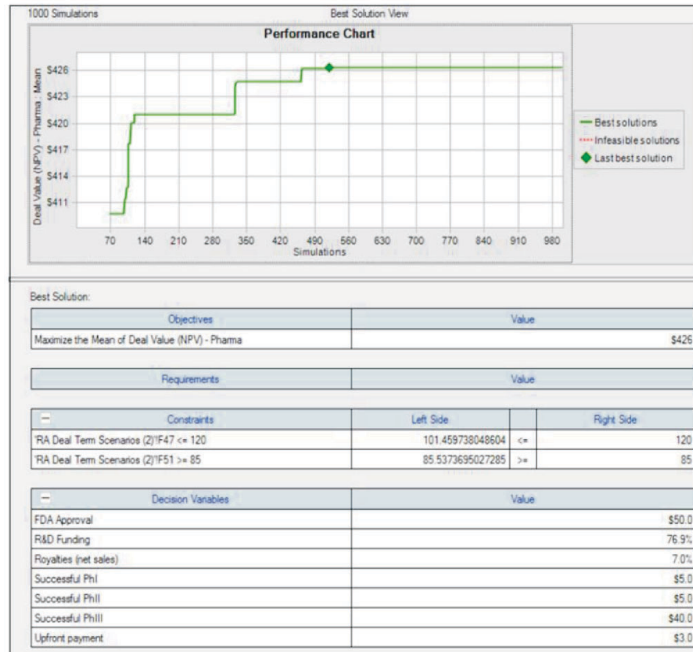 1000 Simulations Best Solution View
Performance Chart
Deal Value (NPV) - Pharma : Mean
$426
$423
$420
$417
$414
$411
70 140 210 280 350 420 490 560 630 700 770 840 910 980
Simulations
Best solutions
Infeasible solutions
Last best solution
Best Solution:
Objectives Value
Maximize the Mean of Deal Value (NPV) - Pharma $426
Requirements Value
Constraints Left Side Right Side
'RA Deal Term Scenarios (2)'!F47 <= 120 101.459738048604 <= 120
'RA Deal Term Scenarios (2)'!F51 >= 85 85.5373695027285 >= 85
Decision Variables Value
FDA Approval $50.0
R&D Funding 76.9%
Royalties (net sales) 7.0%
Successful PhI $5.0
Successful PhII $5.0
Successful PhIII $40.0
Upfront payment $3.0